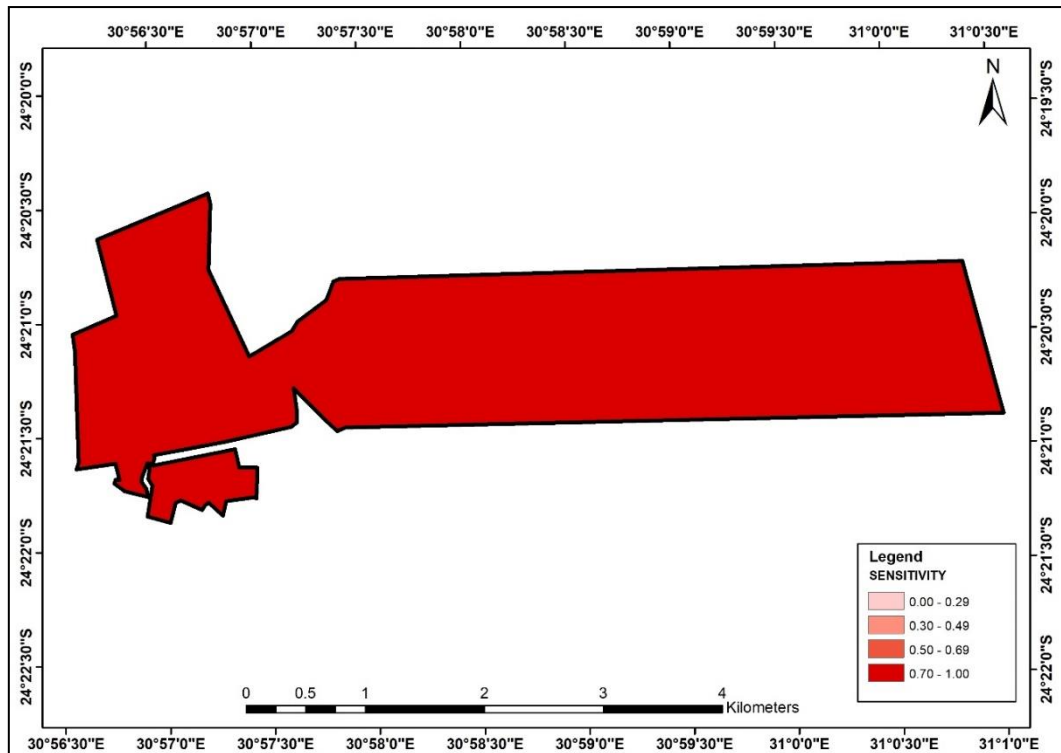 30°56'30"E 30°57'0"E 30°57'30"E 30°58'0"E 30°58'30"E 30°59'0"E 30°59'30"E 31°0'0"E 31°0'30"E
N
24°20'0"S
24°20'30"S
24°21'0"S
24°21'30"S
24°22'0"S
24°22'30"S
24°19'30"S
24°20'0"S
24°20'30"S
24°21'0"S
24°21'30"S
24°22'0"S
Legend
SENSITIVITY
0.00 - 0.29
0.30 - 0.49
0.50 - 0.69
0.70 - 1.00
0 0.5 1 2 3 4
Kilometers
30°56'30"E 30°57'0"E 30°57'30"E 30°58'0"E 30°58'30"E 30°59'0"E 30°59'30"E 31°0'0"E 31°0'30"E 31°1'0"E